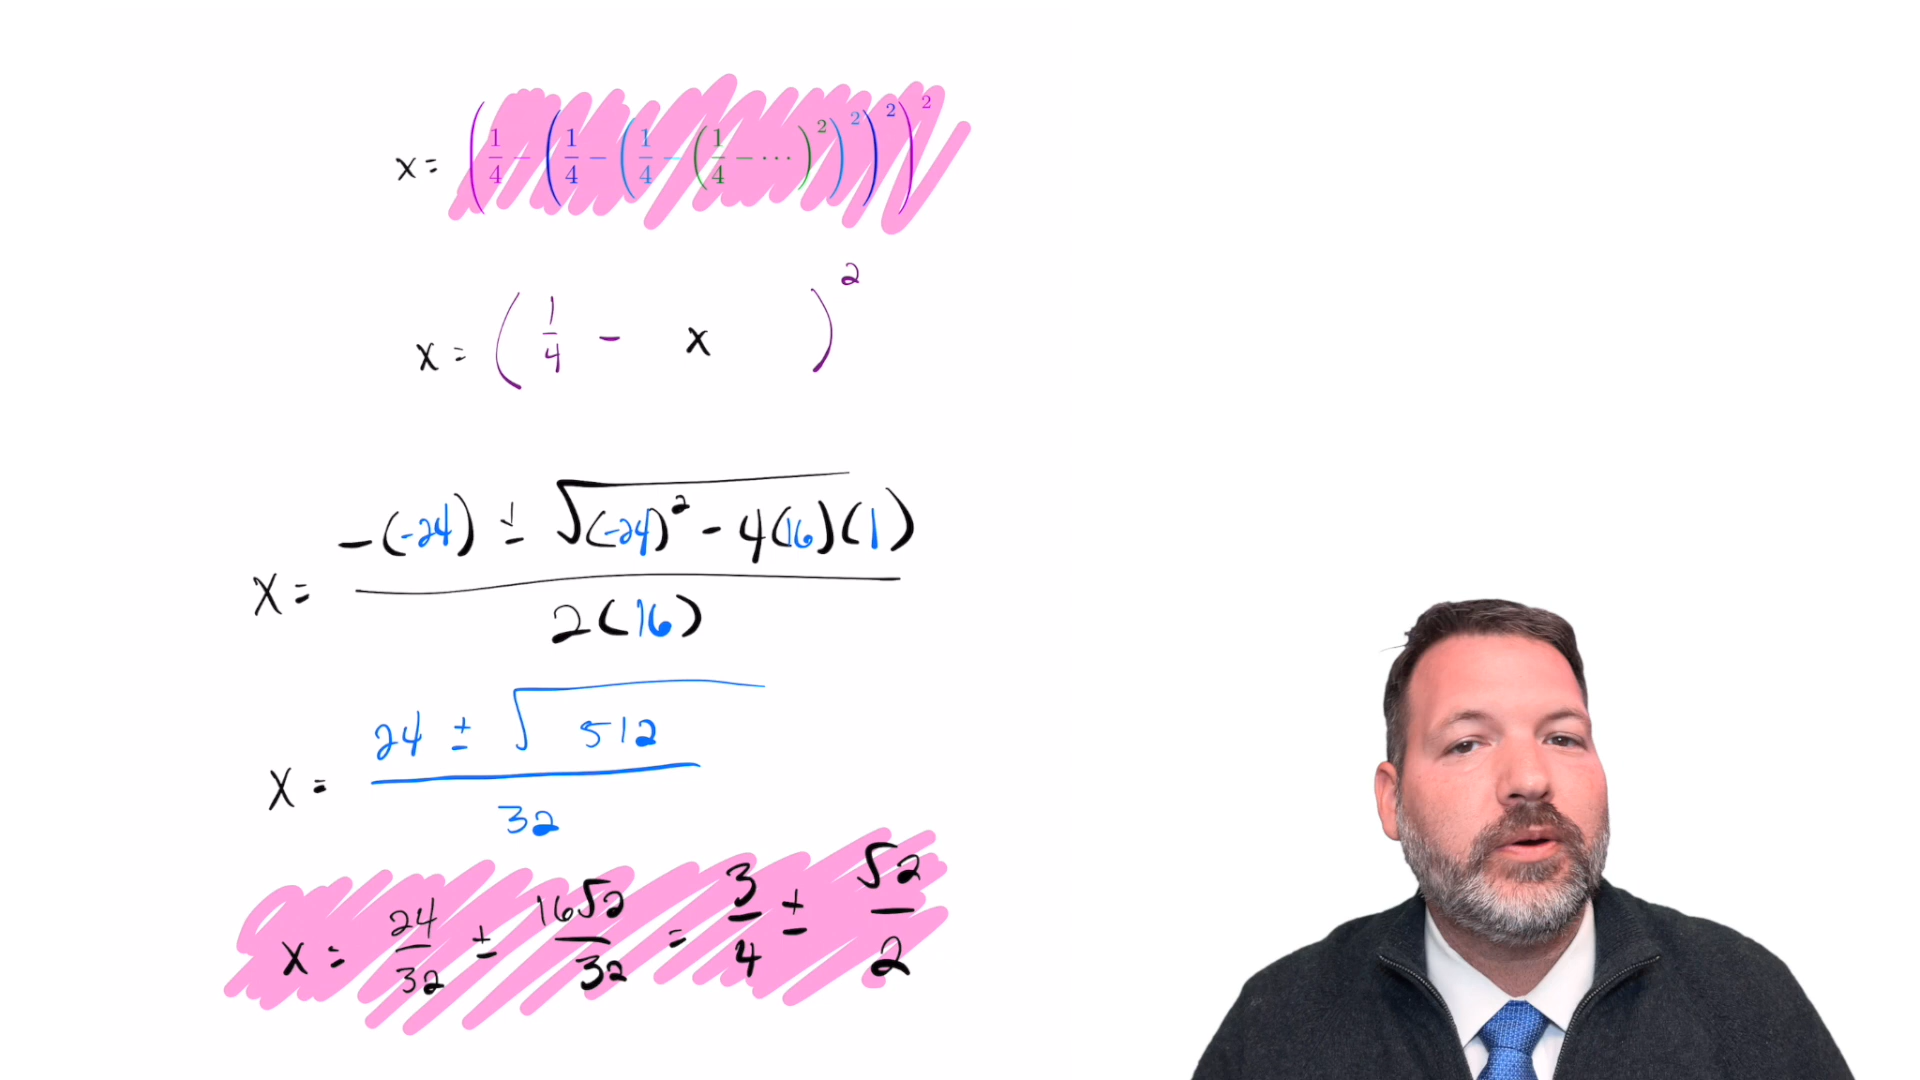 x = (1/4 − (1/4 − (1/4 − (1/4 − ⋯)²)²)²)²
x = (1/4 − x)²
x = −(−24) ± √(−24)² − 4(16)(1) / 2(16)
x = 24 ± √512 / 32
x = 24/32 ± 16√2/32 = 3/4 ± √2/2